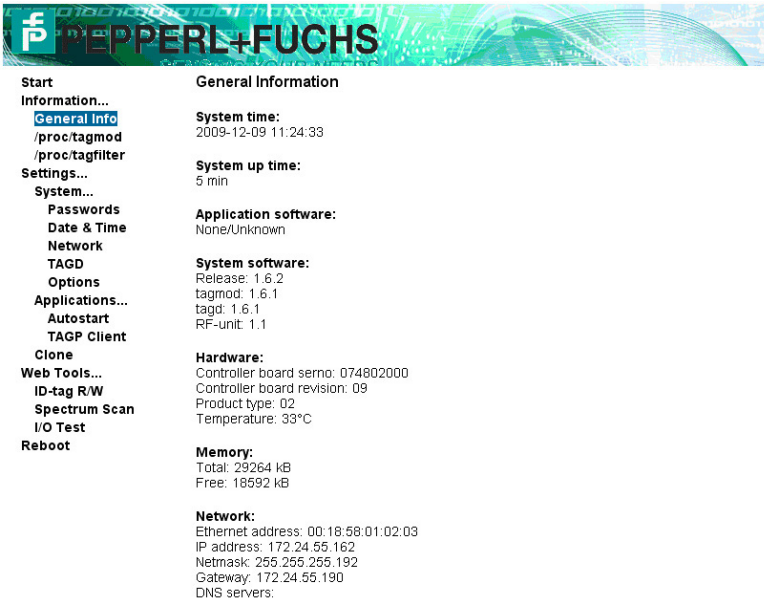 PEPPERL+FUCHS
Start
Information...
General Info
/proc/tagmod
/proc/tagfilter
Settings...
System...
Passwords
Date & Time
Network
TAGD
Options
Applications...
Autostart
TAGP Client
Clone
Web Tools...
ID-tag R/W
Spectrum Scan
I/O Test
Reboot
General Information
System time:
2009-12-09 11:24:33
System up time:
5 min
Application software:
None/Unknown
System software:
Release: 1.6.2
tagmod: 1.6.1
tagd: 1.6.1
RF-unit: 1.1
Hardware:
Controller board serno: 074802000
Controller board revision: 09
Product type: 02
Temperature: 33°C
Memory:
Total: 29264 kB
Free: 18592 kB
Network:
Ethernet address: 00:18:58:01:02:03
IP address: 172.24.55.162
Netmask: 255.255.255.192
Gateway: 172.24.55.190
DNS servers: